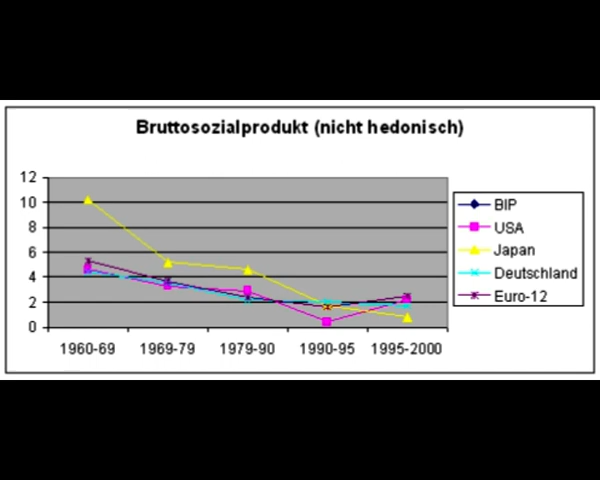 Bruttosozialprodukt (nicht hedonisch)
12
10
8
6
4
2
0
1960-69 1969-79 1979-90 1990-95 1995-2000
BIP
USA
Japan
Deutschland
Euro-12